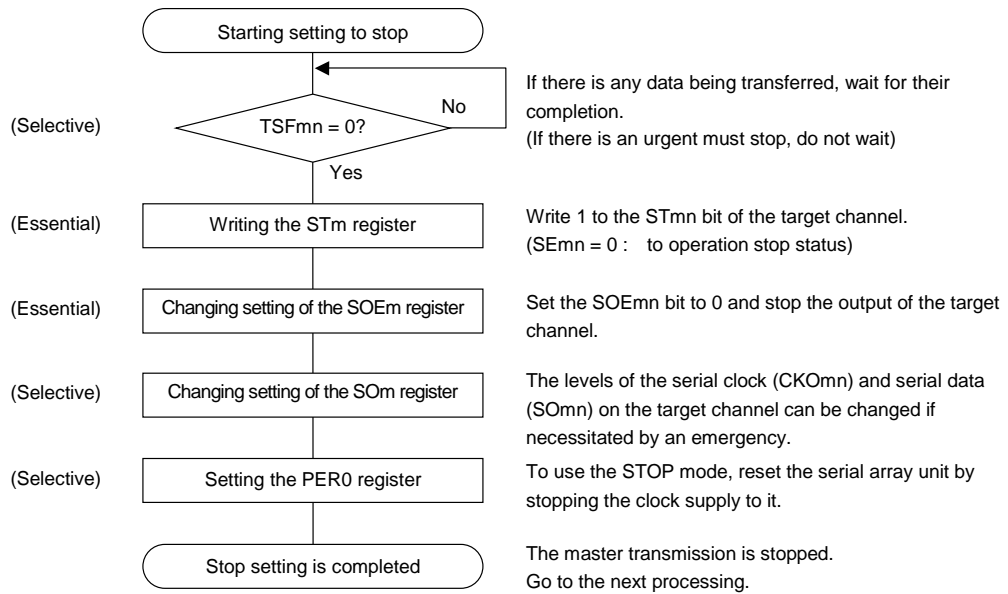 Starting setting to stop
If there is any data being transferred, wait for their
No
completion.
(Selective)
TSFmn = 0?
(If there is an urgent must stop, do not wait)
Yes
(Essential)
Writing the STm register
Write 1 to the STmn bit of the target channel.
(SEmn = 0 : to operation stop status)
(Essential)
Changing setting of the SOEm register
Set the SOEmn bit to 0 and stop the output of the target
channel.
(Selective)
Changing setting of the SOm register
The levels of the serial clock (CKOmn) and serial data
(SOmn) on the target channel can be changed if
necessitated by an emergency.
(Selective)
Setting the PER0 register
To use the STOP mode, reset the serial array unit by
stopping the clock supply to it.
Stop setting is completed
The master transmission is stopped.
Go to the next processing.